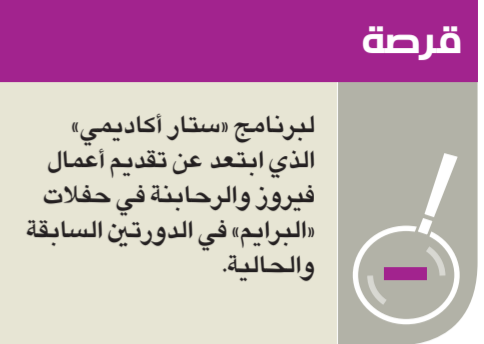 قرصة
لبرنامج «ستار أكاديمي»
الذي ابتعد عن تقديم أعمال
فيروز والرحابنة في حفلات
«البرايم» في الدورتين السابقة
والحالية.